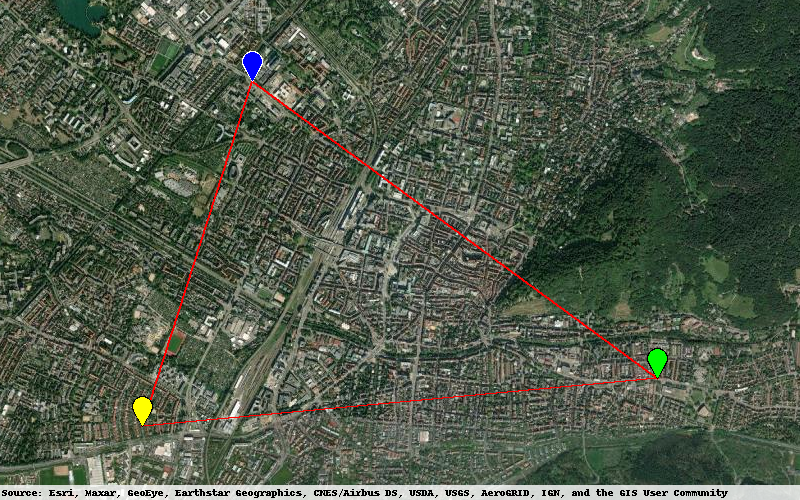 Source: Esri, Maxar, GeoEye, Earthstar Geographics, CNES/Airbus DS, USDA, USGS, AeroGRID, IGN, and the GIS User Community